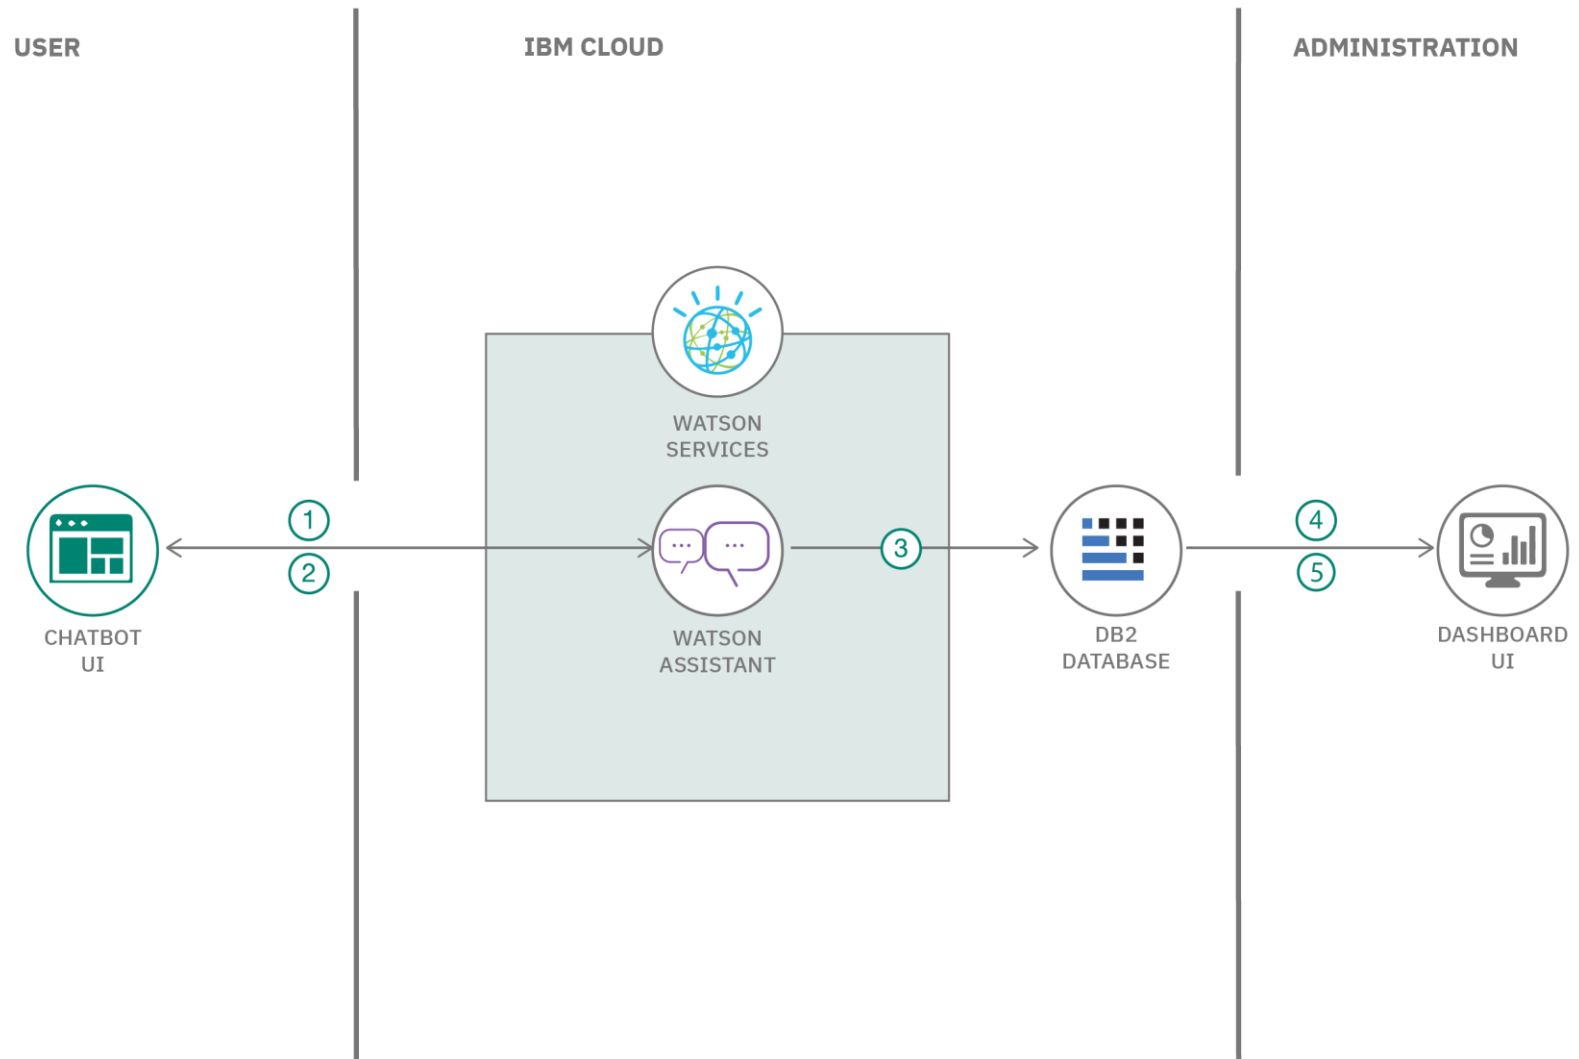 USER
IBM CLOUD
ADMINISTRATION
WATSON
SERVICES
1
2
3
4
5
CHATBOT
UI
WATSON
ASSISTANT
DB2
DATABASE
DASHBOARD
UI